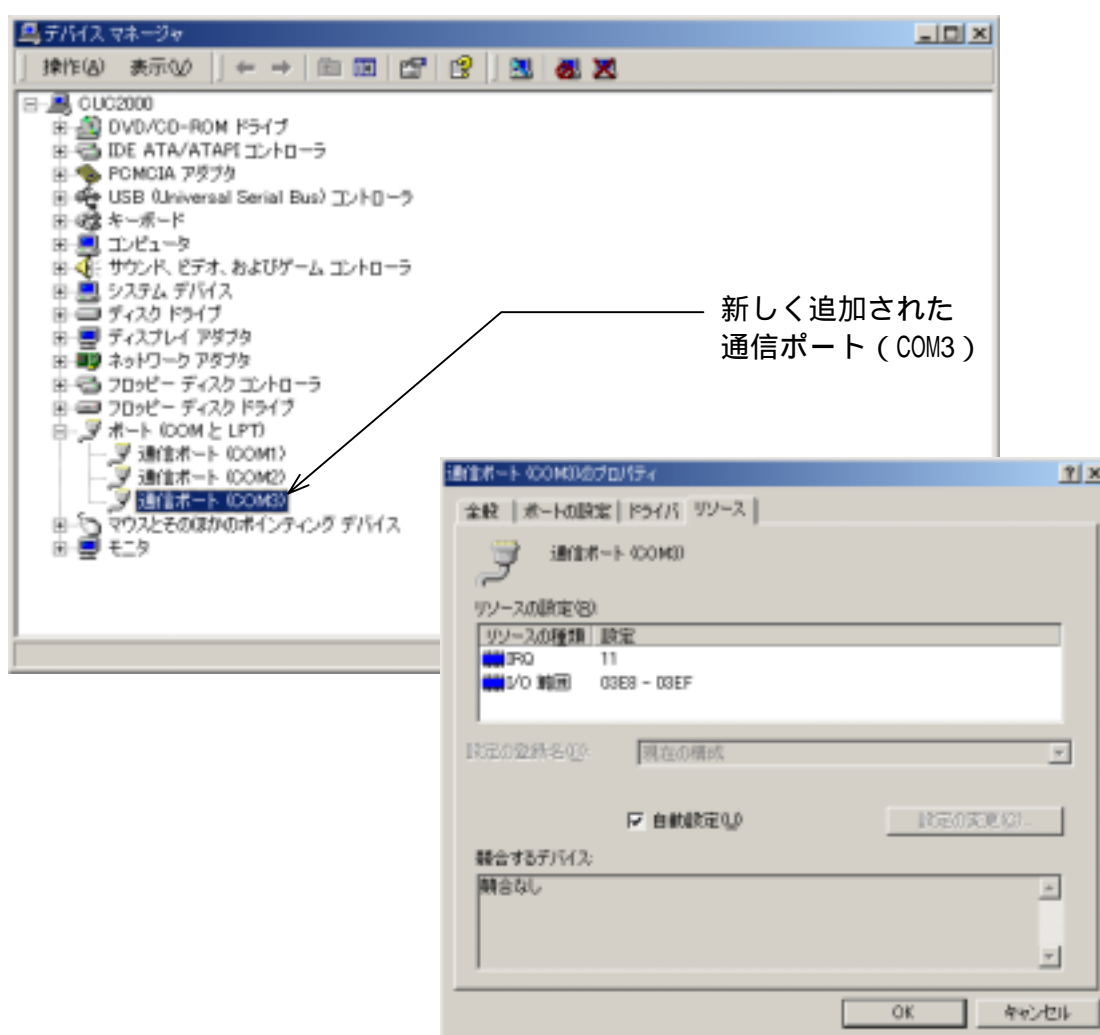 デバイス マネージャ
操作(A) 表示(V)
CUC2000
DVD/CD-ROM ドライブ
IDE ATA/ATAPI コントローラ
PCMCIA アダプタ
USB (Universal Serial Bus) コントローラ
キーボード
コンピュータ
サウンド、ビデオ、およびゲーム コントローラ
システム デバイス
ディスク ドライブ
ディスプレイ アダプタ
ネットワーク アダプタ
フロッピー ディスク コントローラ
フロッピー ディスク ドライブ
ポート (COM と LPT)
通信ポート (COM1)
通信ポート (COM2)
通信ポート (COM3)
マウスとそのほかのポインティング デバイス
モニタ
新しく追加された
通信ポート(COM3)
通信ポート (COM3)のプロパティ
全般 ポートの設定 ドライバ リソース
通信ポート (COM3)
リソースの設定(R):
リソースの種類 設定
IRQ 11
I/O 範囲 03E8 - 03EF
設定の登録名(B): 現在の構成
自動設定(U) 設定の変更(C)...
競合するデバイス:
競合なし
OK キャンセル